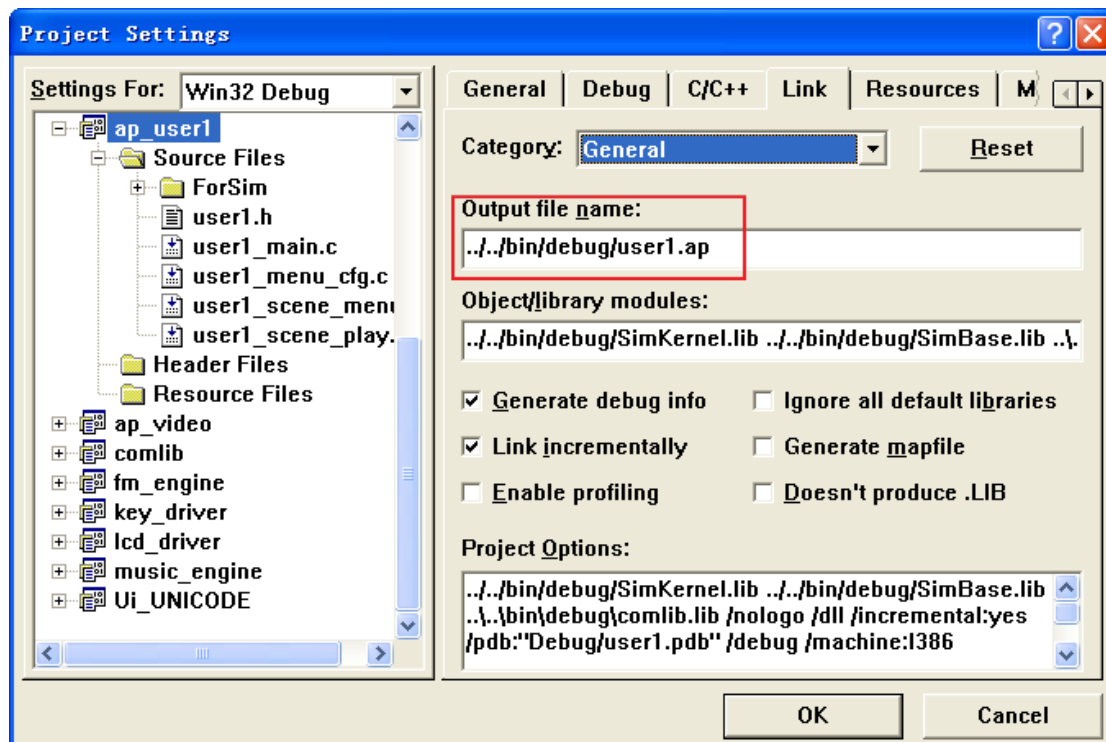 Project Settings
Settings For: Win32 Debug
ap_user1
Source Files
ForSim
user1.h
user1_main.c
user1_menu_cfg.c
user1_scene_menu
user1_scene_play.
Header Files
Resource Files
ap_video
comlib
fm_engine
key_driver
lcd_driver
music_engine
Ui_UNICODE
General Debug C/C++ Link Resources M
Category: General Reset
Output file name:
../../bin/debug/user1.ap
Object/library modules:
../../bin/debug/SimKernel.lib ../../bin/debug/SimBase.lib ..\.
Generate debug info Ignore all default libraries
Link incrementally Generate mapfile
Enable profiling Doesn't produce .LIB
Project Options:
../../bin/debug/SimKernel.lib ../../bin/debug/SimBase.lib
..\..\bin\debug\comlib.lib /nologo /dll /incremental:yes
/pdb:"Debug/user1.pdb" /debug /machine:I386
OK Cancel